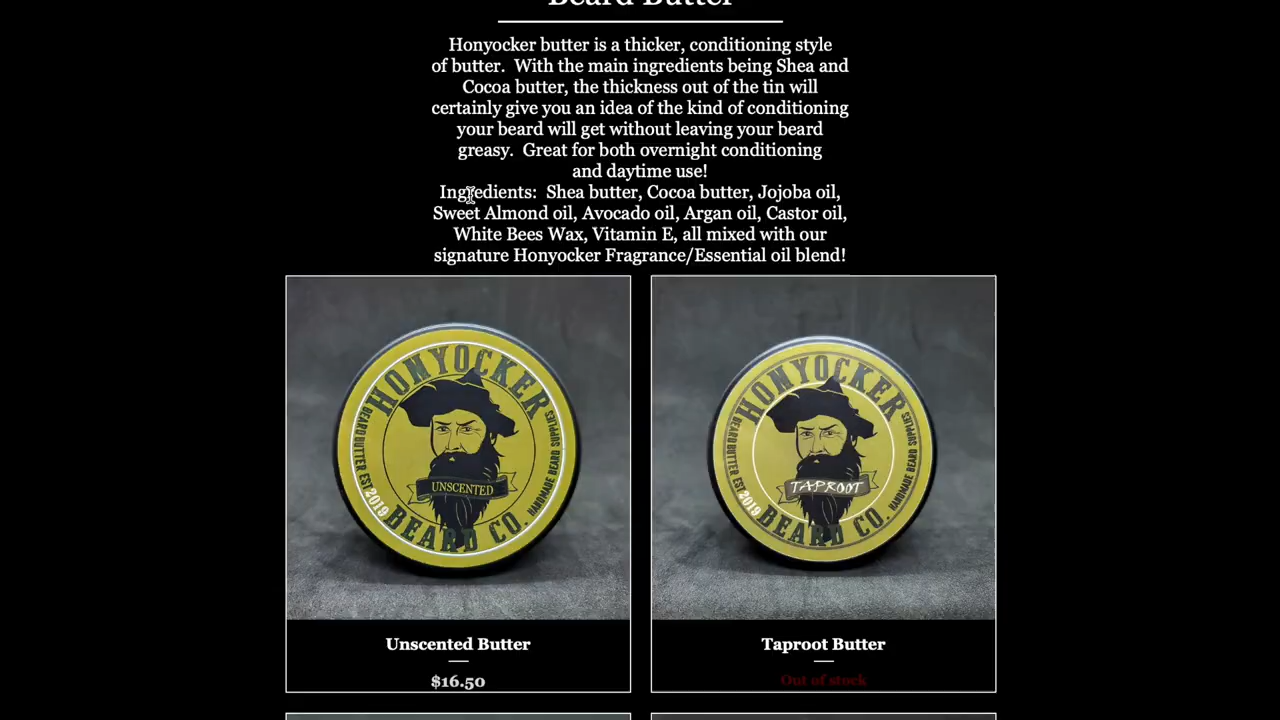 Beard Butter
Honyocker butter is a thicker, conditioning style
of butter.  With the main ingredients being Shea and
Cocoa butter, the thickness out of the tin will
certainly give you an idea of the kind of conditioning
your beard will get without leaving your beard
greasy.  Great for both overnight conditioning
and daytime use!
Ingredients:  Shea butter, Cocoa butter, Jojoba oil,
Sweet Almond oil, Avocado oil, Argan oil, Castor oil,
White Bees Wax, Vitamin E, all mixed with our
signature Honyocker Fragrance/Essential oil blend!
HONYOCKER
BEARD BUTTER EST 2019
HANDMADE BEARD SUPPLIES
UNSCENTED
BEARD CO.
HONYOCKER
BEARD BUTTER EST 2019
HANDMADE BEARD SUPPLIES
TAPROOT
BEARD CO.
Unscented Butter
$16.50
Taproot Butter
Out of stock